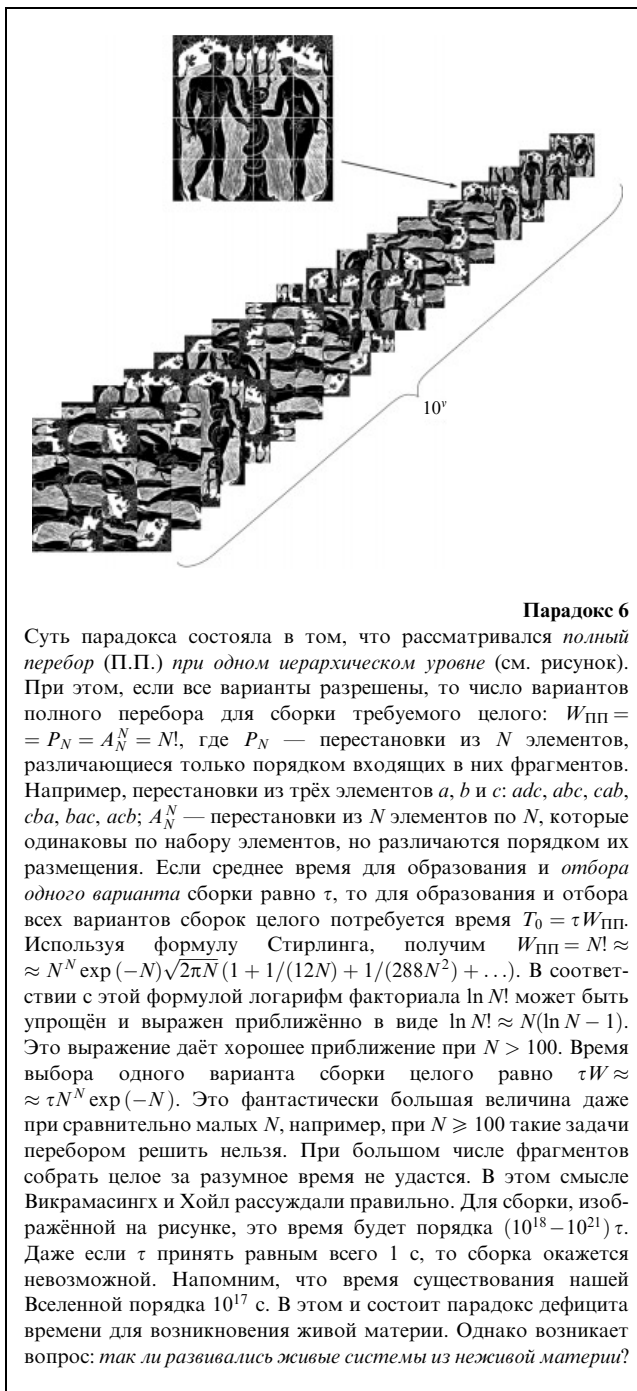 10ᵛ
Парадокс 6
Суть парадокса состояла в том, что рассматривался полный
перебор (П.П.) при одном иерархическом уровне (см. рисунок).
При этом, если все варианты разрешены, то число вариантов
полного перебора для сборки требуемого целого: W_ПП =
= P_N = A_N^N = N!, где P_N — перестановки из N элементов,
различающиеся только порядком входящих в них фрагментов.
Например, перестановки из трёх элементов a, b и c: adc, abc, cab,
cba, bac, acb; A_N^N — перестановки из N элементов по N, которые
одинаковы по набору элементов, но различаются порядком их
размещения. Если среднее время для образования и отбора
одного варианта сборки равно τ, то для образования и отбора
всех вариантов сборок целого потребуется время T₀ = τW_ПП.
Используя формулу Стирлинга, получим W_ПП = N! ≈
≈ N^N exp (−N)√(2πN) (1 + 1/(12N) + 1/(288N²) + ...). В соответ-
ствии с этой формулой логарифм факториала ln N! может быть
упрощён и выражен приближённо в виде ln N! ≈ N(ln N − 1).
Это выражение даёт хорошее приближение при N > 100. Время
выбора одного варианта сборки целого равно τW ≈
≈ τN^N exp (−N). Это фантастически большая величина даже
при сравнительно малых N, например, при N ⩾ 100 такие задачи
перебором решить нельзя. При большом числе фрагментов
собрать целое за разумное время не удастся. В этом смысле
Викрамасингх и Хойл рассуждали правильно. Для сборки, изоб-
ражённой на рисунке, это время будет порядка (10¹⁸−10²¹) τ.
Даже если τ принять равным всего 1 с, то сборка окажется
невозможной. Напомним, что время существования нашей
Вселенной порядка 10¹⁷ с. В этом и состоит парадокс дефицита
времени для возникновения живой материи. Однако возникает
вопрос: так ли развивались живые системы из неживой материи?